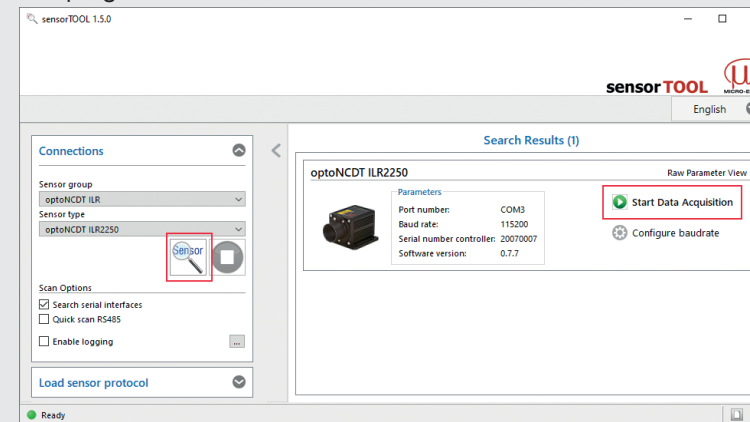 sensorTOOL 1.5.0
sensorTOOL
English
Connections
Sensor group
optoNCDT ILR
Sensor type
optoNCDT ILR2250
Sensor
Scan Options
Search serial interfaces
Quick scan RS485
Enable logging
...
Load sensor protocol
Search Results (1)
optoNCDT ILR2250
Raw Parameter View
Parameters
Port number: COM3
Baud rate: 115200
Serial number controller: 20070007
Software version: 0.7.7
Start Data Acquisition
Configure baudrate
Ready